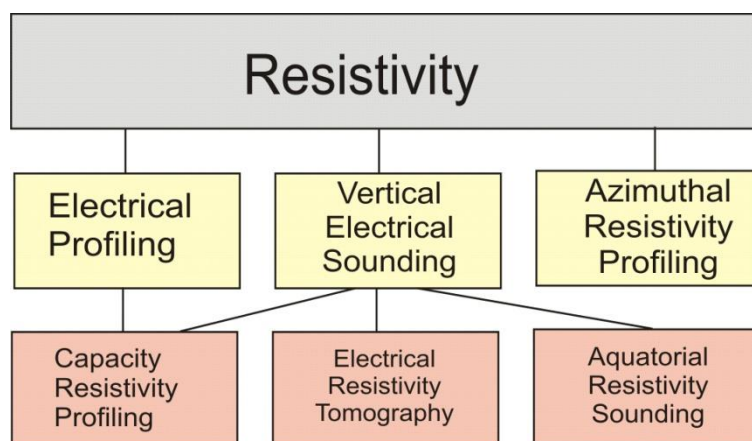 Resistivity
Electrical
Profiling
Vertical
Electrical
Sounding
Azimuthal
Resistivity
Profiling
Capacity
Resistivity
Profiling
Electrical
Resistivity
Tomography
Aquatorial
Resistivity
Sounding